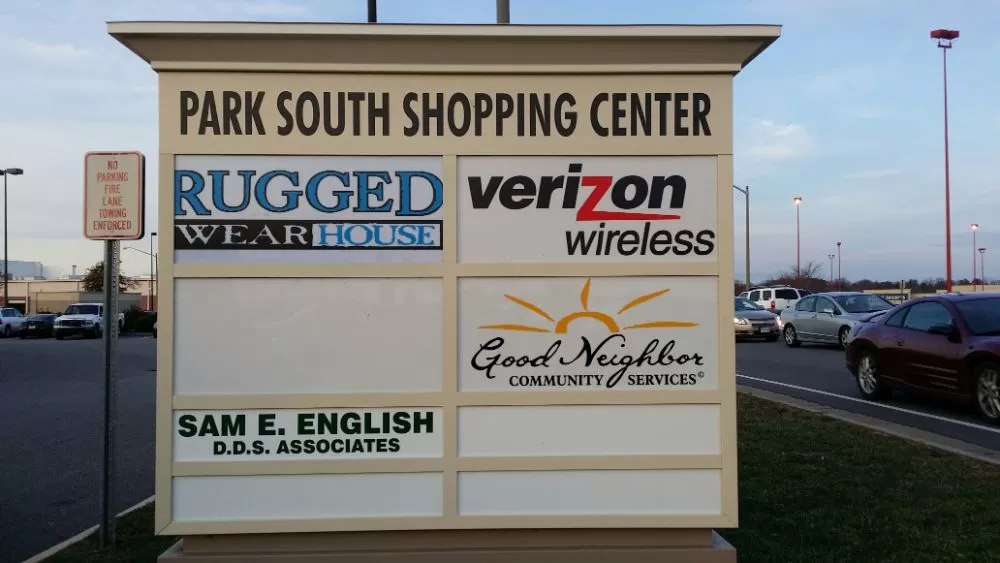 PARK SOUTH SHOPPING CENTER
NO
PARKING
FIRE
LANE
TOWING
ENFORCED
RUGGED
WEAR HOUSE
verizon
wireless
Good Neighbor
COMMUNITY SERVICES©
SAM E. ENGLISH
D.D.S. ASSOCIATES